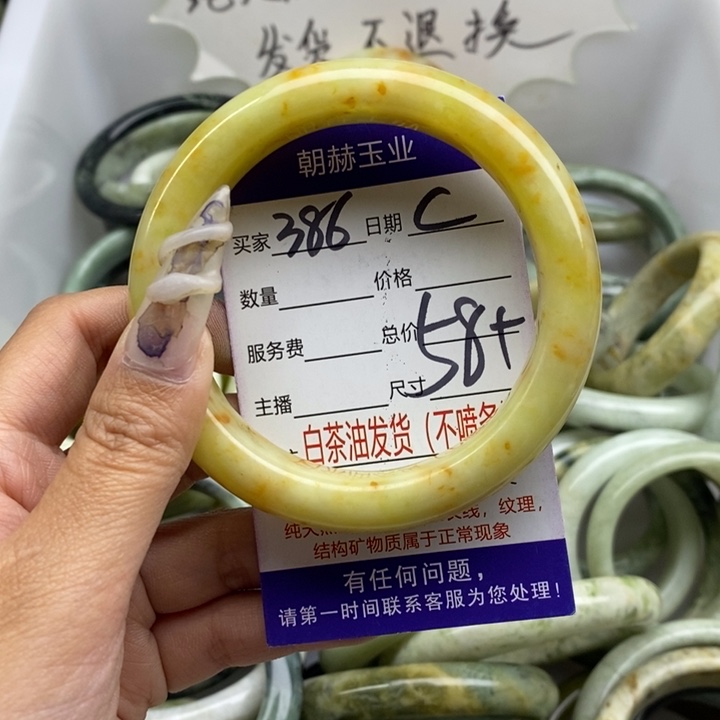 发货 不退换
朝赫玉业
买家 386 日期 C
数量 价格
服务费 总价
58+
主播 尺寸
白茶油发货（不喷
纹理，
结构矿物质属于正常现象
有任何问题，
请第一时间联系客服为您处理！